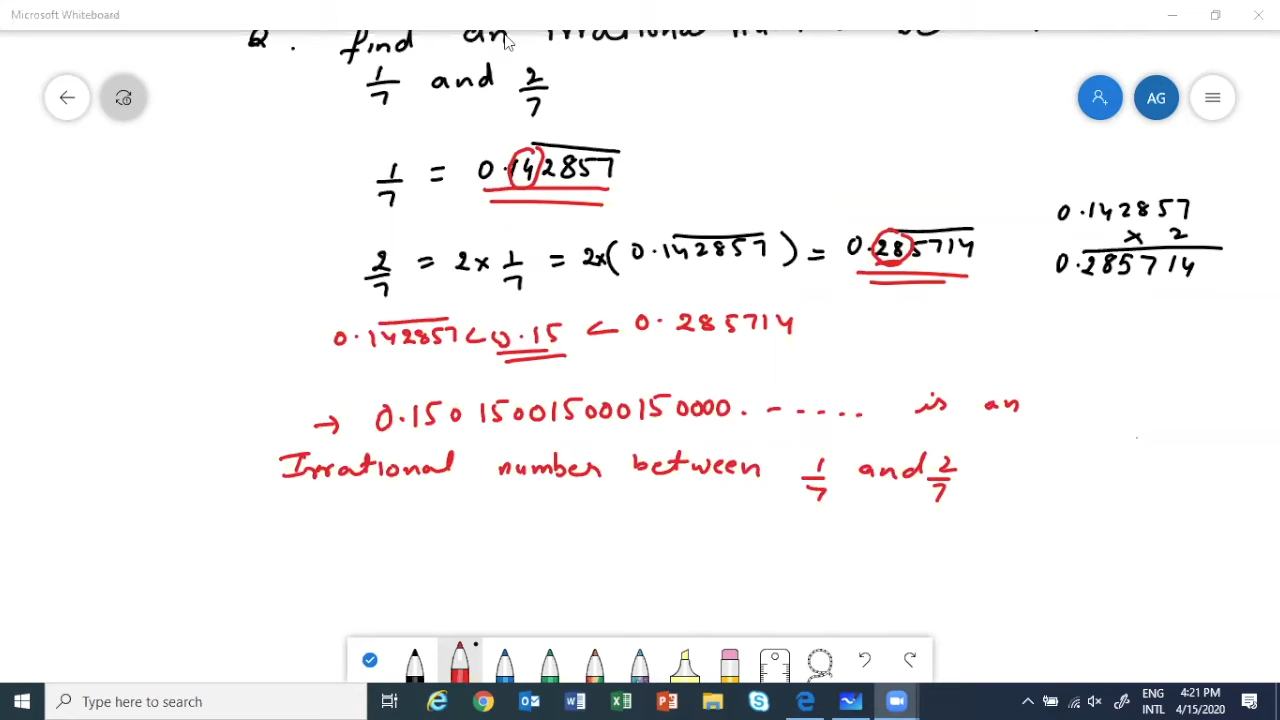 Microsoft Whiteboard
Q. find an irrational
1/7 and 2/7
AG
1/7 = 0.142857
0.142857
× 2
0.285714
2/7 = 2 × 1/7 = 2×(0.142857) = 0.285714
0.142857 < 0.15 < 0.285714
→ 0.150150015000150000. - ..... is an
Irrational number between 1/7 and 2/7
Type here to search
ENG
INTL
4:21 PM
4/15/2020